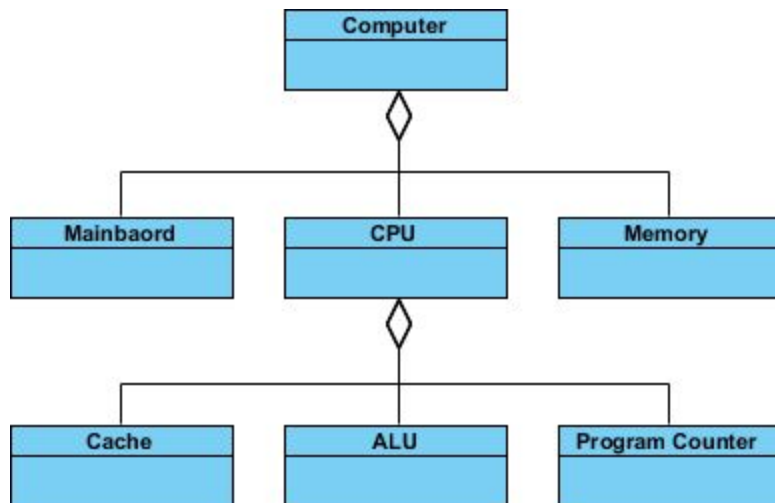 Computer
Mainbaord
CPU
Memory
Cache
ALU
Program Counter